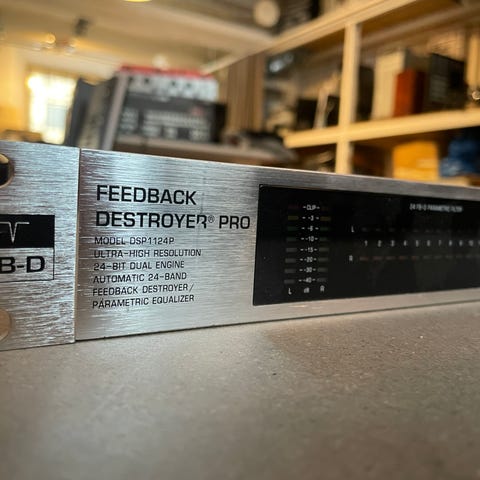 FEEDBACK
DESTROYER® PRO
MODEL DSP1124P
ULTRA-HIGH RESOLUTION
24-BIT DUAL ENGINE
AUTOMATIC 24-BAND
FEEDBACK DESTROYER/
PARAMETRIC EQUALIZER
B-D
CLIP
-3
-6
-10
-15
-20
-30
-40
L dB R
24 FB-D PARAMETRIC FILTER
L
1 2 3 4 5 6 7 8 9 10
R